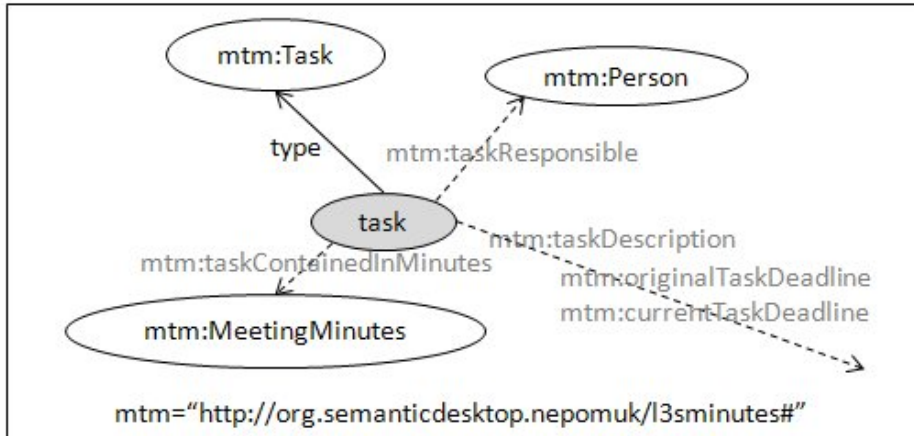 mtm:Task
mtm:Person
type
mtm:taskResponsible
task
mtm:taskDescription
mtm:taskContainedInMinutes
mtm:originalTaskDeadline
mtm:currentTaskDeadline
mtm:MeetingMinutes
mtm=“http://org.semanticdesktop.nepomuk/l3sminutes#”